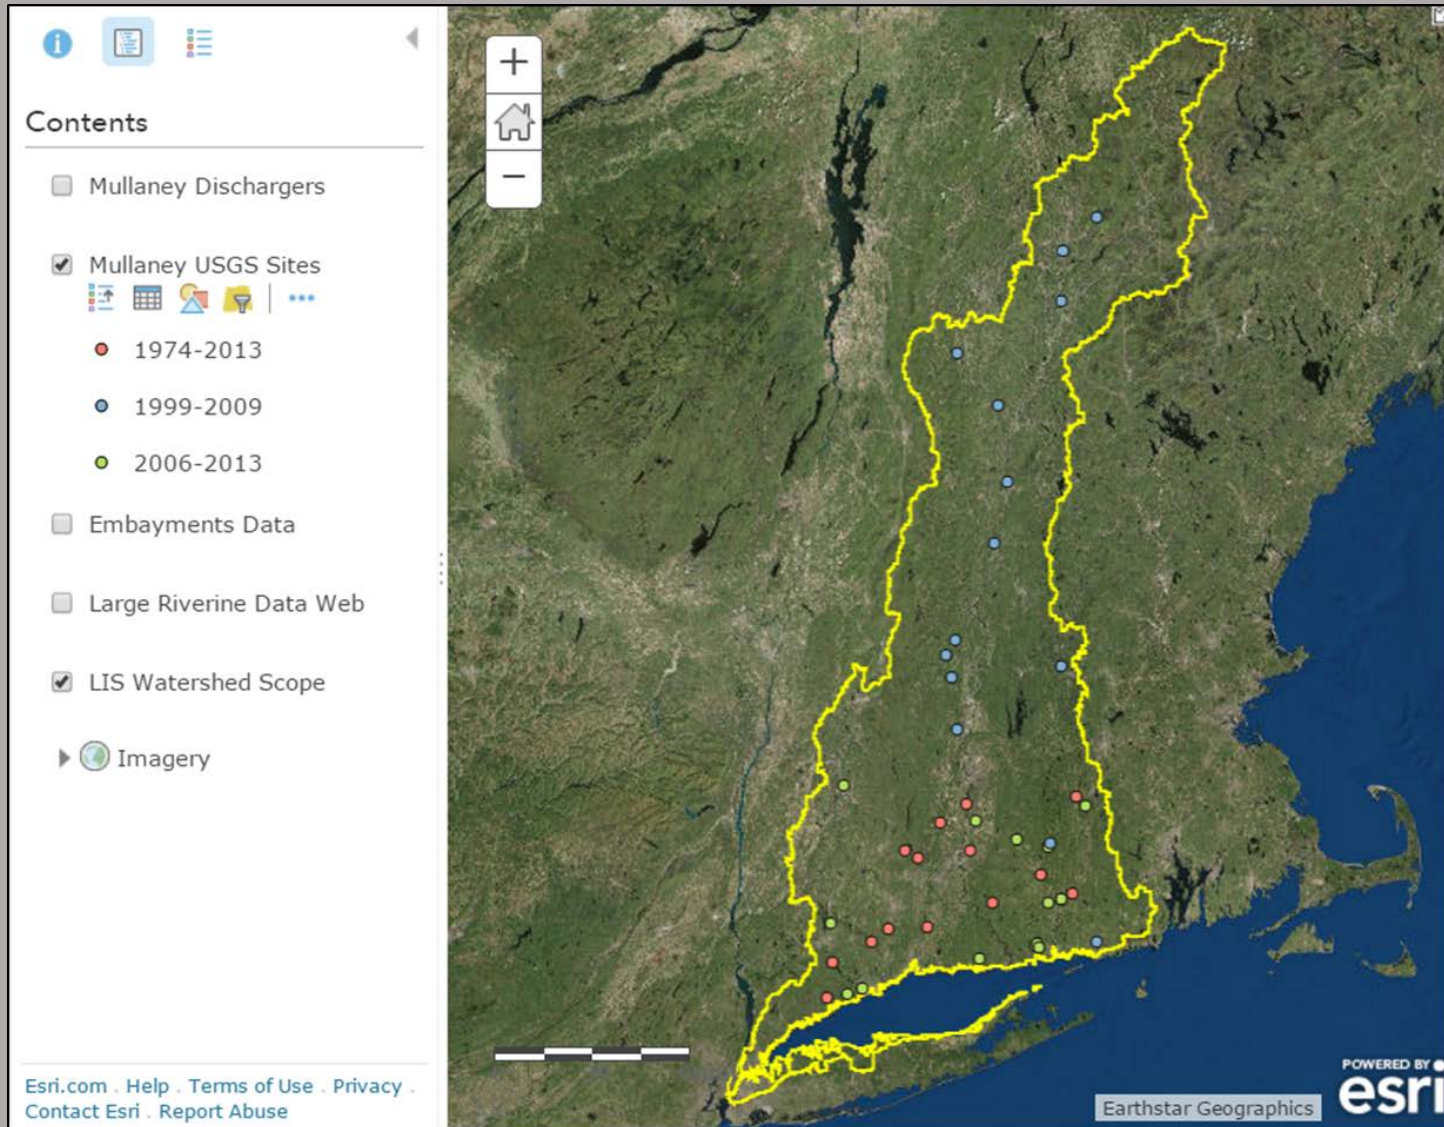 Contents
Mullaney Dischargers
Mullaney USGS Sites
1974-2013
1999-2009
2006-2013
Embayments Data
Large Riverine Data Web
LIS Watershed Scope
Imagery
Esri.com . Help . Terms of Use . Privacy .
Contact Esri . Report Abuse
+
−
Earthstar Geographics
POWERED BY
esri